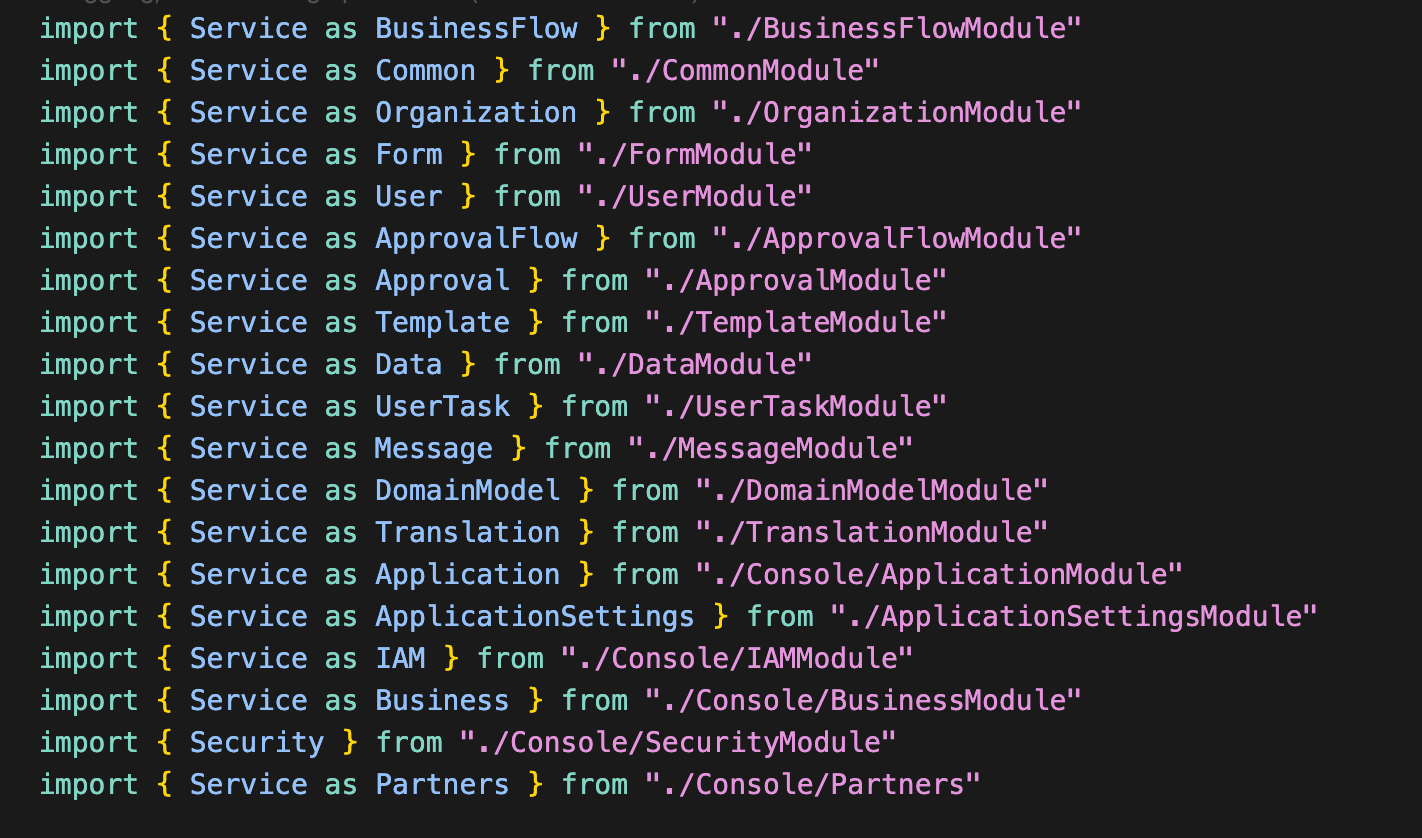 import { Service as BusinessFlow } from "./BusinessFlowModule"
import { Service as Common } from "./CommonModule"
import { Service as Organization } from "./OrganizationModule"
import { Service as Form } from "./FormModule"
import { Service as User } from "./UserModule"
import { Service as ApprovalFlow } from "./ApprovalFlowModule"
import { Service as Approval } from "./ApprovalModule"
import { Service as Template } from "./TemplateModule"
import { Service as Data } from "./DataModule"
import { Service as UserTask } from "./UserTaskModule"
import { Service as Message } from "./MessageModule"
import { Service as DomainModel } from "./DomainModelModule"
import { Service as Translation } from "./TranslationModule"
import { Service as Application } from "./Console/ApplicationModule"
import { Service as ApplicationSettings } from "./ApplicationSettingsModule"
import { Service as IAM } from "./Console/IAMModule"
import { Service as Business } from "./Console/BusinessModule"
import { Security } from "./Console/SecurityModule"
import { Service as Partners } from "./Console/Partners"